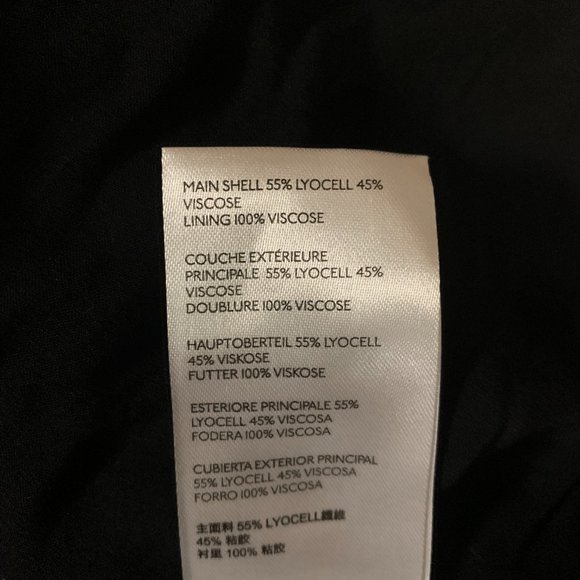 MAIN SHELL 55% LYOCELL 45%
VISCOSE
LINING 100% VISCOSE
COUCHE EXTÉRIEURE
PRINCIPALE 55% LYOCELL 45%
VISCOSE
DOUBLURE 100% VISCOSE
HAUPTOBERTEIL 55% LYOCELL
45% VISKOSE
FUTTER 100% VISKOSE
ESTERIORE PRINCIPALE 55%
LYOCELL 45% VISCOSA
FODERA 100% VISCOSA
CUBIERTA EXTERIOR PRINCIPAL
55% LYOCELL 45% VISCOSA
FORRO 100% VISCOSA
主面料 55% LYOCELL纖維
45% 粘胶
衬里 100% 粘胶